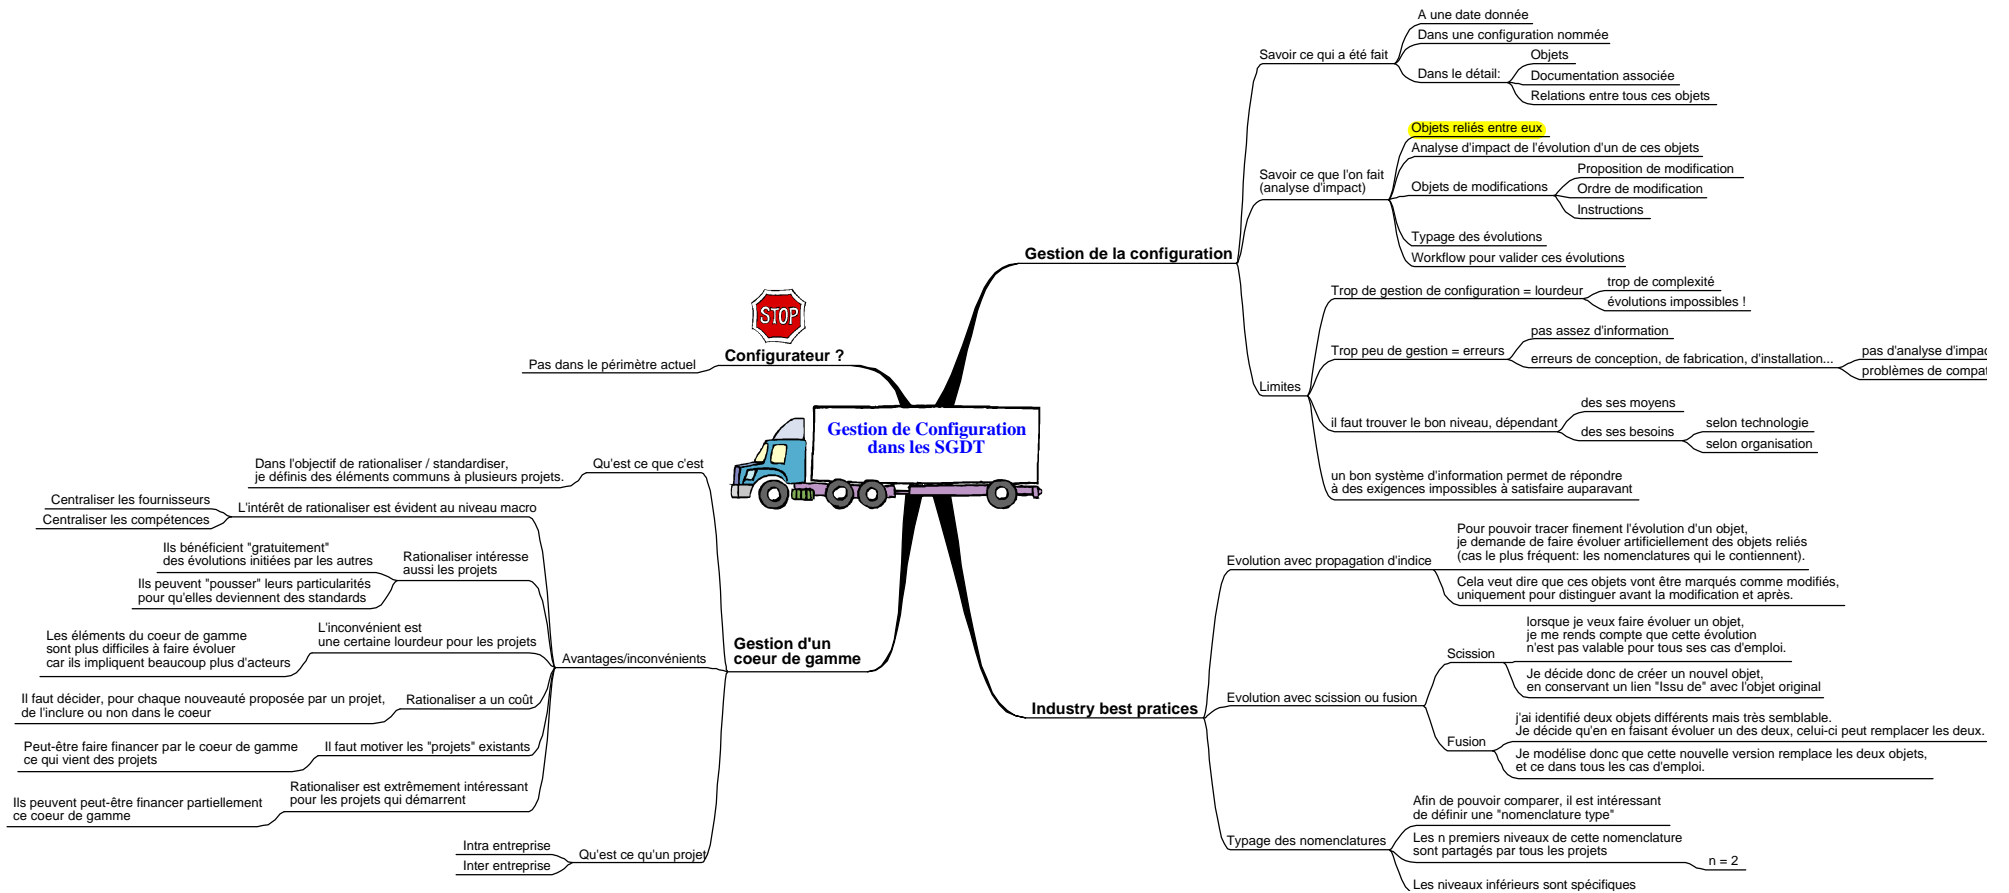 Gestion de Configuration
dans les SGDT
Gestion de la configuration
Savoir ce qui a été fait
A une date donnée
Dans une configuration nommée
Dans le détail:
Objets
Documentation associée
Relations entre tous ces objets
Savoir ce que l'on fait
(analyse d'impact)
Objets reliés entre eux
Analyse d'impact de l'évolution d'un de ces objets
Objets de modifications
Proposition de modification
Ordre de modification
Instructions
Typage des évolutions
Workflow pour valider ces évolutions
Limites
Trop de gestion de configuration = lourdeur
trop de complexité
évolutions impossibles !
Trop peu de gestion = erreurs
pas assez d'information
erreurs de conception, de fabrication, d'installation...
pas d'analyse d'impac
problèmes de compat
il faut trouver le bon niveau, dépendant
des ses moyens
des ses besoins
selon technologie
selon organisation
un bon système d'information permet de répondre
à des exigences impossibles à satisfaire auparavant
Industry best pratices
Evolution avec propagation d'indice
Pour pouvoir tracer finement l'évolution d'un objet,
je demande de faire évoluer artificiellement des objets reliés
(cas le plus fréquent: les nomenclatures qui le contiennent).
Cela veut dire que ces objets vont être marqués comme modifiés,
uniquement pour distinguer avant la modification et après.
Evolution avec scission ou fusion
Scission
lorsque je veux faire évoluer un objet,
je me rends compte que cette évolution
n'est pas valable pour tous ses cas d'emploi.
Je décide donc de créer un nouvel objet,
en conservant un lien "Issu de" avec l'objet original
Fusion
j'ai identifié deux objets différents mais très semblable.
Je décide qu'en en faisant évoluer un des deux, celui-ci peut remplacer les deux.
Je modélise donc que cette nouvelle version remplace les deux objets,
et ce dans tous les cas d'emploi.
Typage des nomenclatures
Afin de pouvoir comparer, il est intéressant
de définir une "nomenclature type"
Les n premiers niveaux de cette nomenclature
sont partagés par tous les projets
n = 2
Les niveaux inférieurs sont spécifiques
STOP
Configurateur ?
Pas dans le périmètre actuel
Gestion d'un
coeur de gamme
Qu'est ce que c'est
Dans l'objectif de rationaliser / standardiser,
je définis des éléments communs à plusieurs projets.
Avantages/inconvénients
L'intérêt de rationaliser est évident au niveau macro
Centraliser les fournisseurs
Centraliser les compétences
Rationaliser intéresse
aussi les projets
Ils bénéficient "gratuitement"
des évolutions initiées par les autres
Ils peuvent "pousser" leurs particularités
pour qu'elles deviennent des standards
L'inconvénient est
une certaine lourdeur pour les projets
Les éléments du coeur de gamme
sont plus difficiles à faire évoluer
car ils impliquent beaucoup plus d'acteurs
Rationaliser a un coût
Il faut décider, pour chaque nouveauté proposée par un projet,
de l'inclure ou non dans le coeur
Il faut motiver les "projets" existants
Peut-être faire financer par le coeur de gamme
ce qui vient des projets
Rationaliser est extrêmement intéressant
pour les projets qui démarrent
Ils peuvent peut-être financer partiellement
ce coeur de gamme
Qu'est ce qu'un projet
Intra entreprise
Inter entreprise